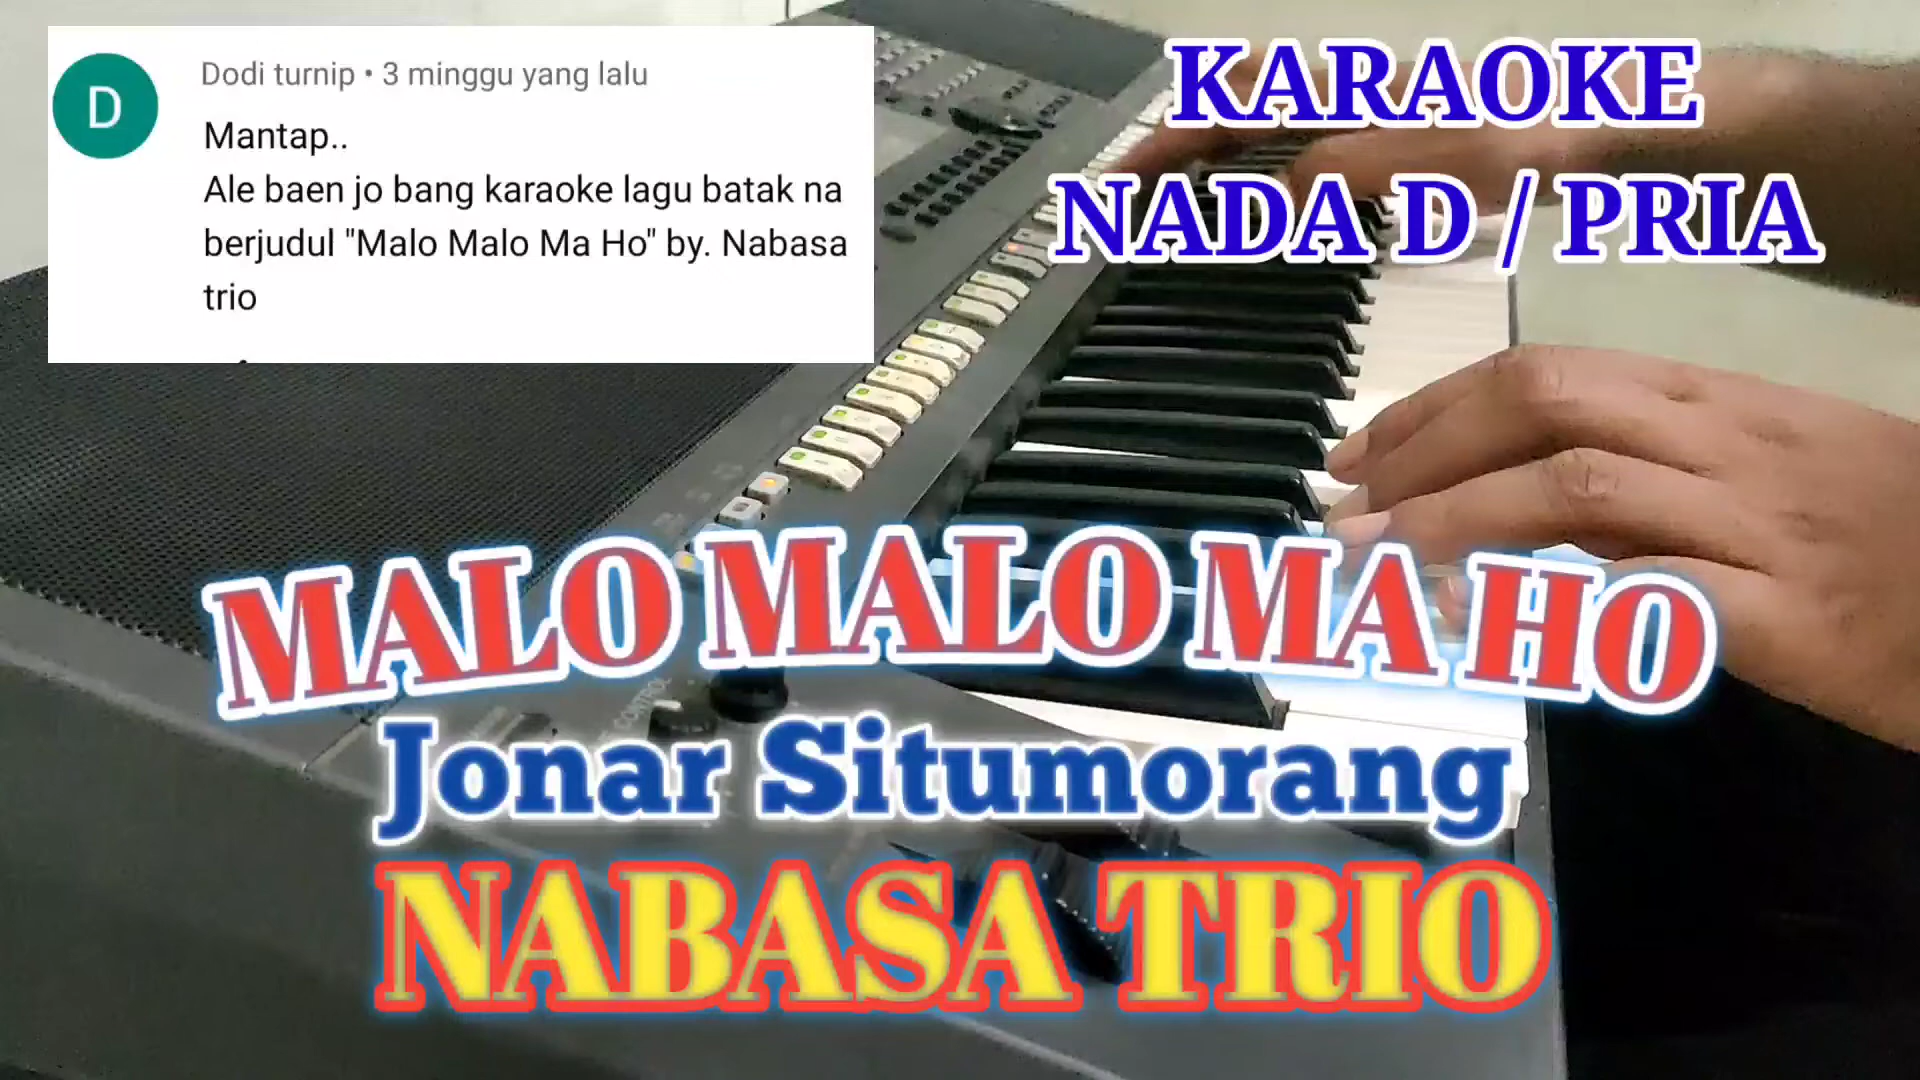 D
Dodi turnip • 3 minggu yang lalu
Mantap..
Ale baen jo bang karaoke lagu batak na
berjudul "Malo Malo Ma Ho" by. Nabasa
trio
KARAOKE
NADA D / PRIA
MALO MALO MA HO
Jonar Situmorang
NABASA TRIO